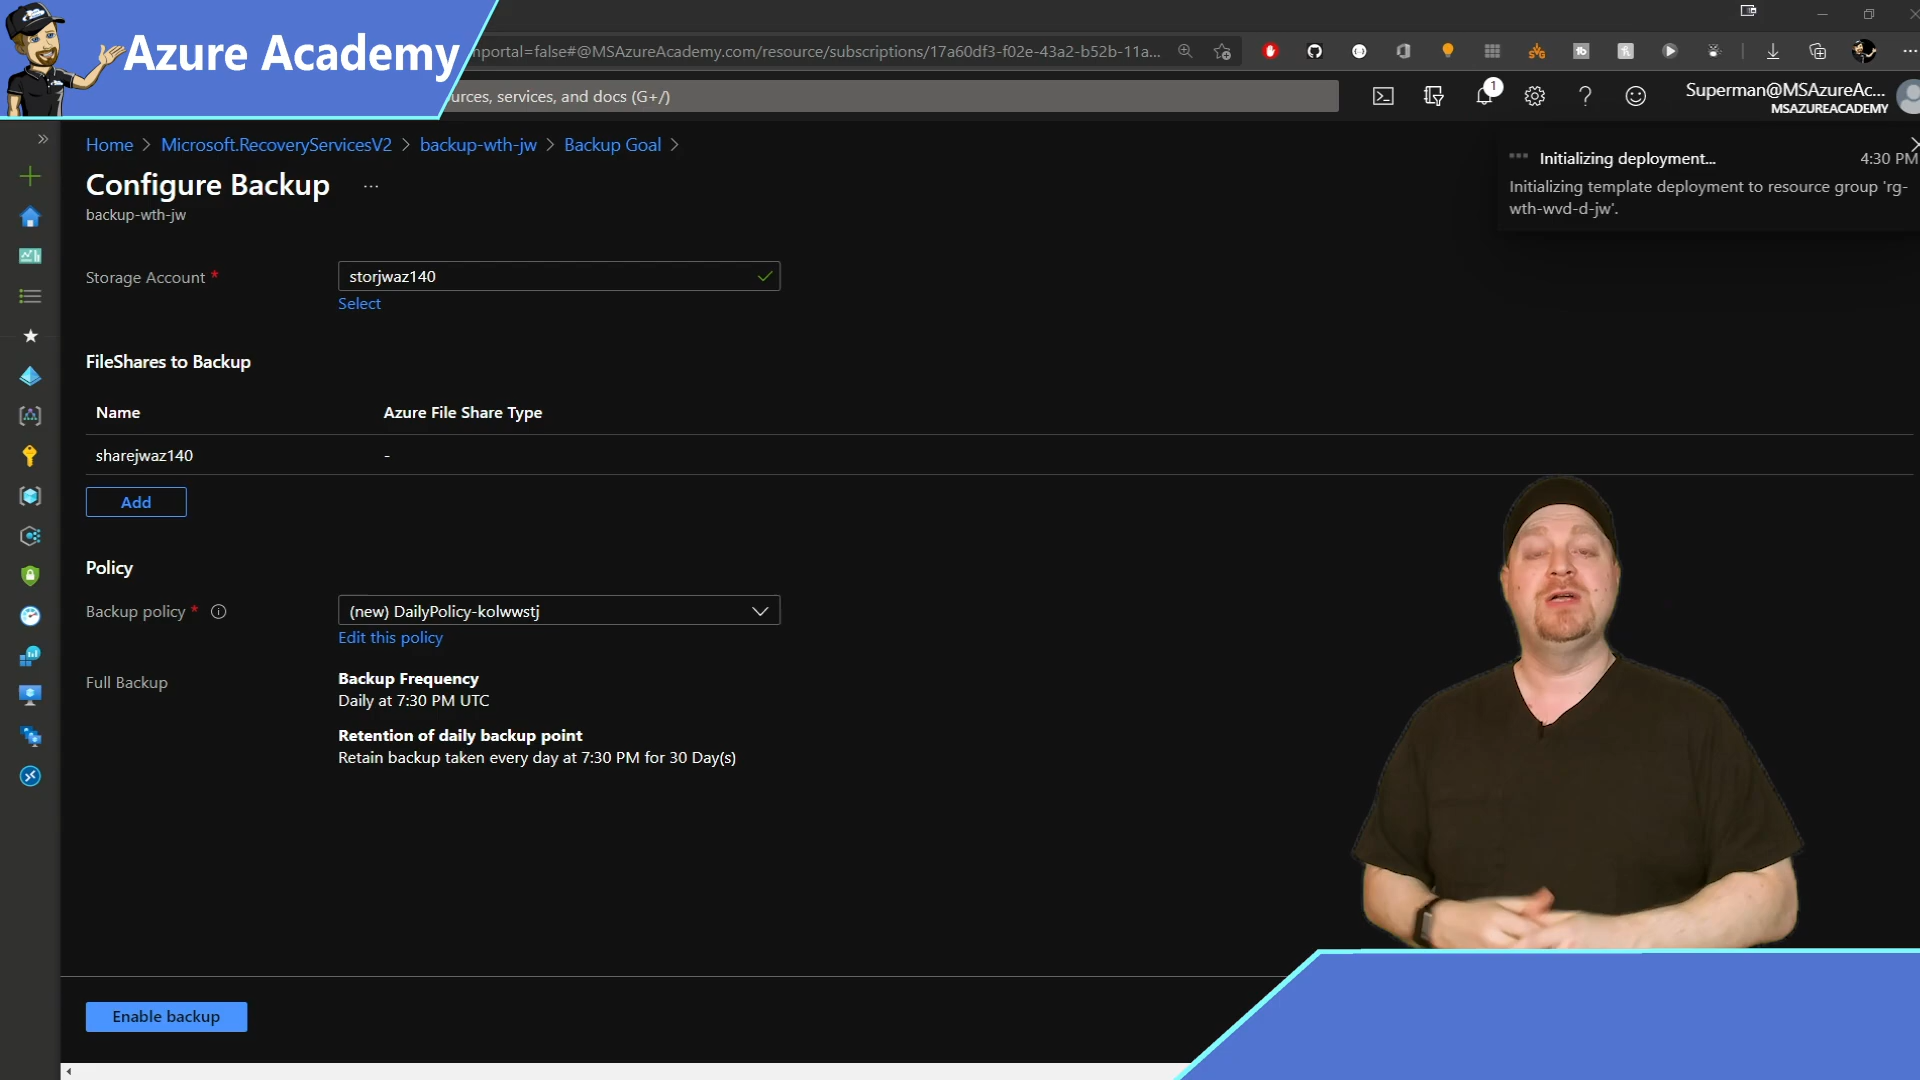 Azure Academy
nportal=false#@MSAzureAcademy.com/resource/subscriptions/17a60df3-f02e-43a2-b52b-11a...
urces, services, and docs (G+/)
1
Superman@MSAzureAc...
MSAZUREACADEMY
Home > Microsoft.RecoveryServicesV2 > backup-wth-jw > Backup Goal >
Configure Backup ...
backup-wth-jw
Initializing deployment... 4:30 PM
Initializing template deployment to resource group 'rg-
wth-wvd-d-jw'.
Storage Account * storjwaz140
Select
FileShares to Backup
Name Azure File Share Type
sharejwaz140 -
Add
Policy
Backup policy * (new) DailyPolicy-kolwwstj
Edit this policy
Full Backup
Backup Frequency
Daily at 7:30 PM UTC
Retention of daily backup point
Retain backup taken every day at 7:30 PM for 30 Day(s)
Enable backup